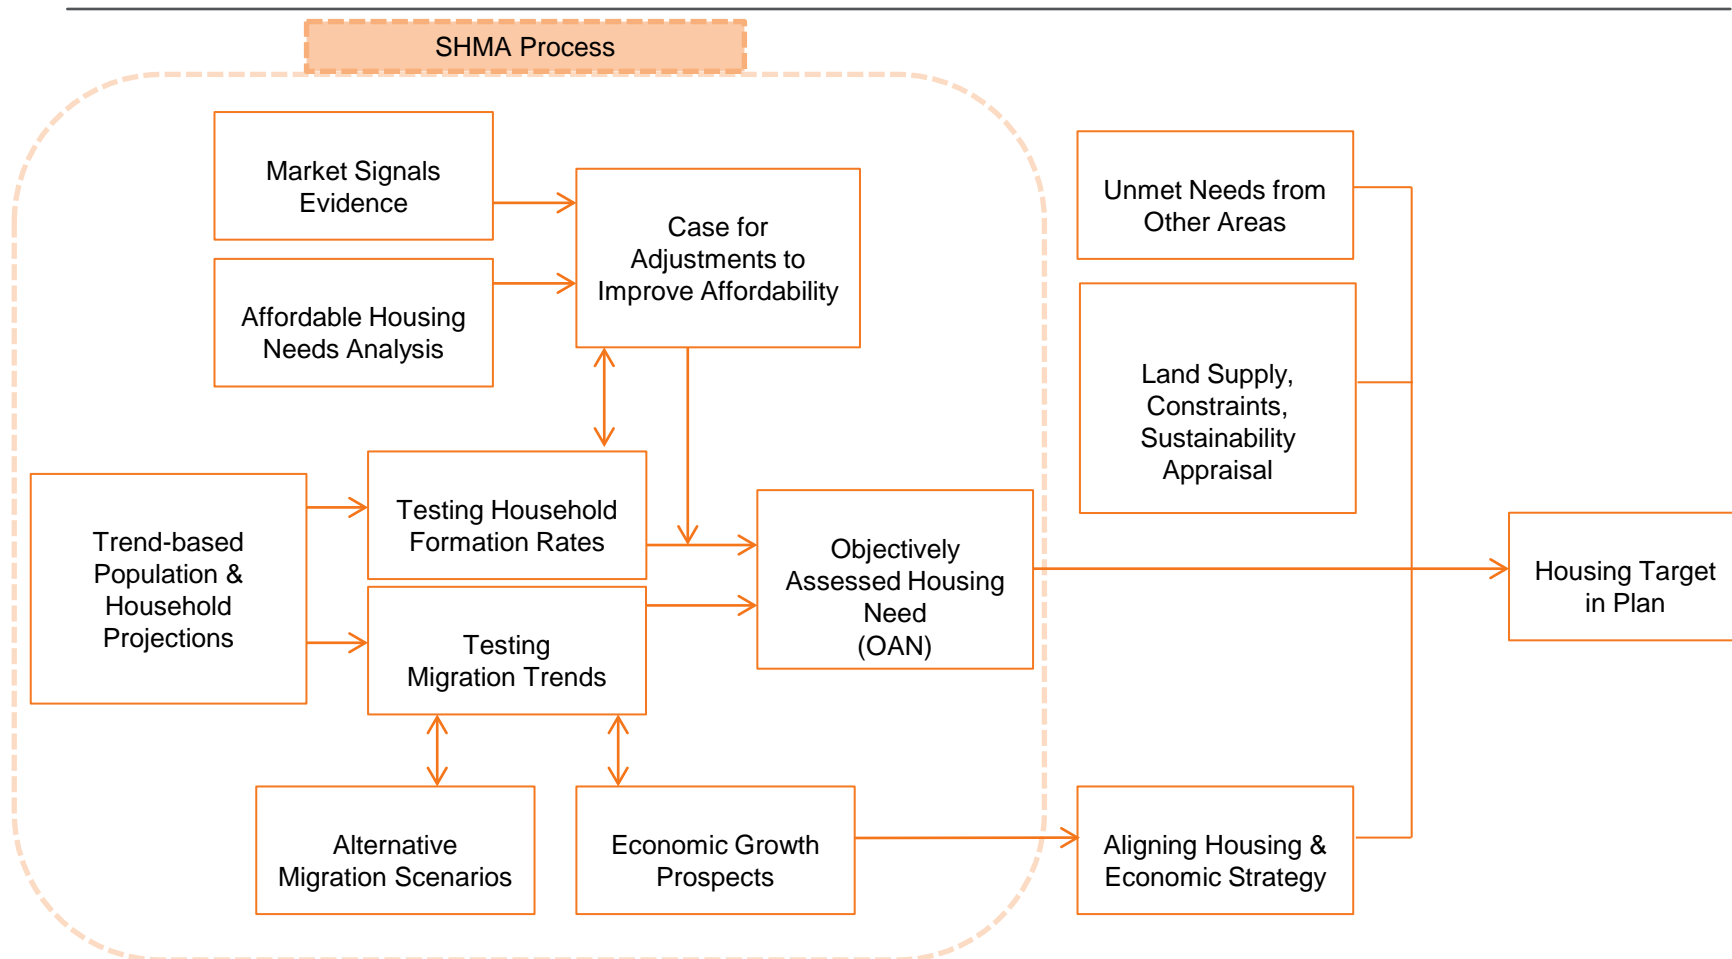 SHMA Process
Market Signals
Evidence
Affordable Housing
Needs Analysis
Case for
Adjustments to
Improve Affordability
Trend-based
Population &
Household
Projections
Testing Household
Formation Rates
Testing
Migration Trends
Objectively
Assessed Housing
Need
(OAN)
Alternative
Migration Scenarios
Economic Growth
Prospects
Unmet Needs from
Other Areas
Land Supply,
Constraints,
Sustainability
Appraisal
Aligning Housing &
Economic Strategy
Housing Target
in Plan